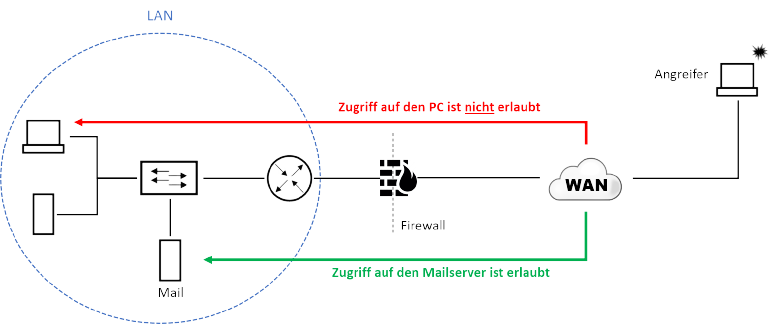 LAN
Angreifer
Zugriff auf den PC ist nicht erlaubt
WAN
Firewall
Zugriff auf den Mailserver ist erlaubt
Mail